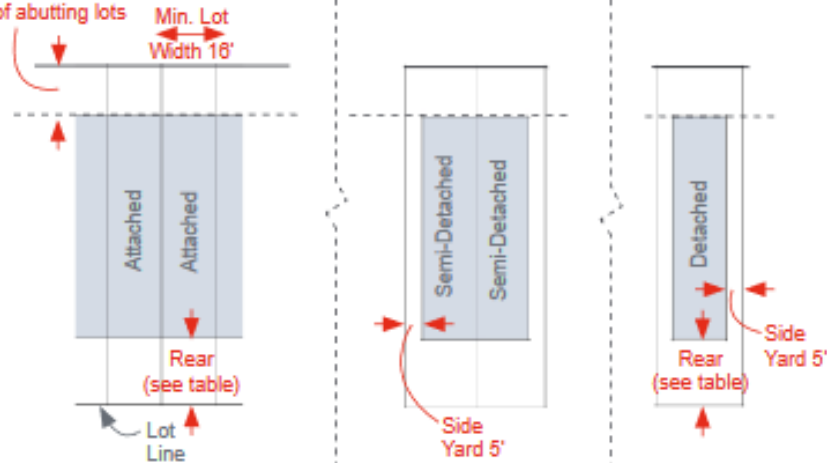 of abutting lots
Min. Lot
Width 16'
Attached
Attached
Rear
(see table)
Lot
Line
Semi-Detached
Semi-Detached
Side
Yard 5'
Detached
Side
Yard 5'
Rear
(see table)